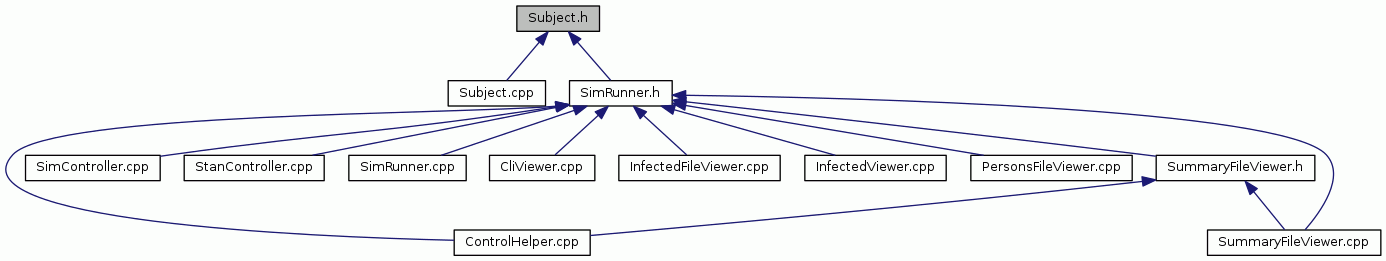 Subject.h
Subject.cpp
SimRunner.h
SimController.cpp
StanController.cpp
SimRunner.cpp
CliViewer.cpp
InfectedFileViewer.cpp
InfectedViewer.cpp
PersonsFileViewer.cpp
SummaryFileViewer.h
ControlHelper.cpp
SummaryFileViewer.cpp